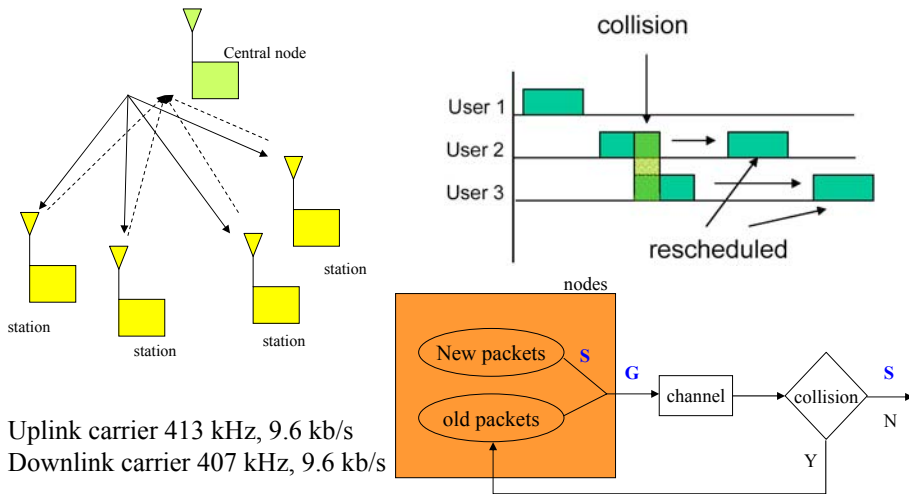 Central node
station
station
station
station
Uplink carrier 413 kHz, 9.6 kb/s
Downlink carrier 407 kHz, 9.6 kb/s
collision
User 1
User 2
User 3
rescheduled
nodes
New packets
S
G
old packets
channel
collision
S
N
Y